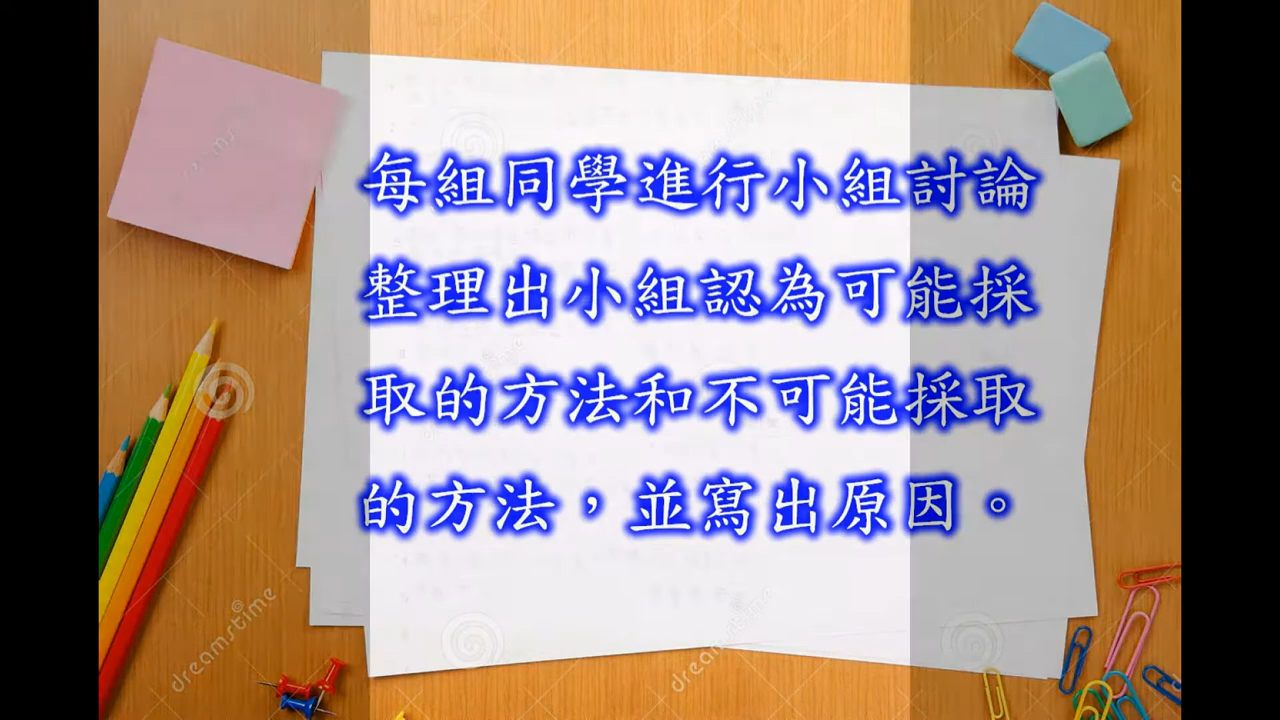 每組同學進行小組討論
整理出小組認為可能採
取的方法和不可能採取
的方法，並寫出原因。
dreamstime
dreamstime